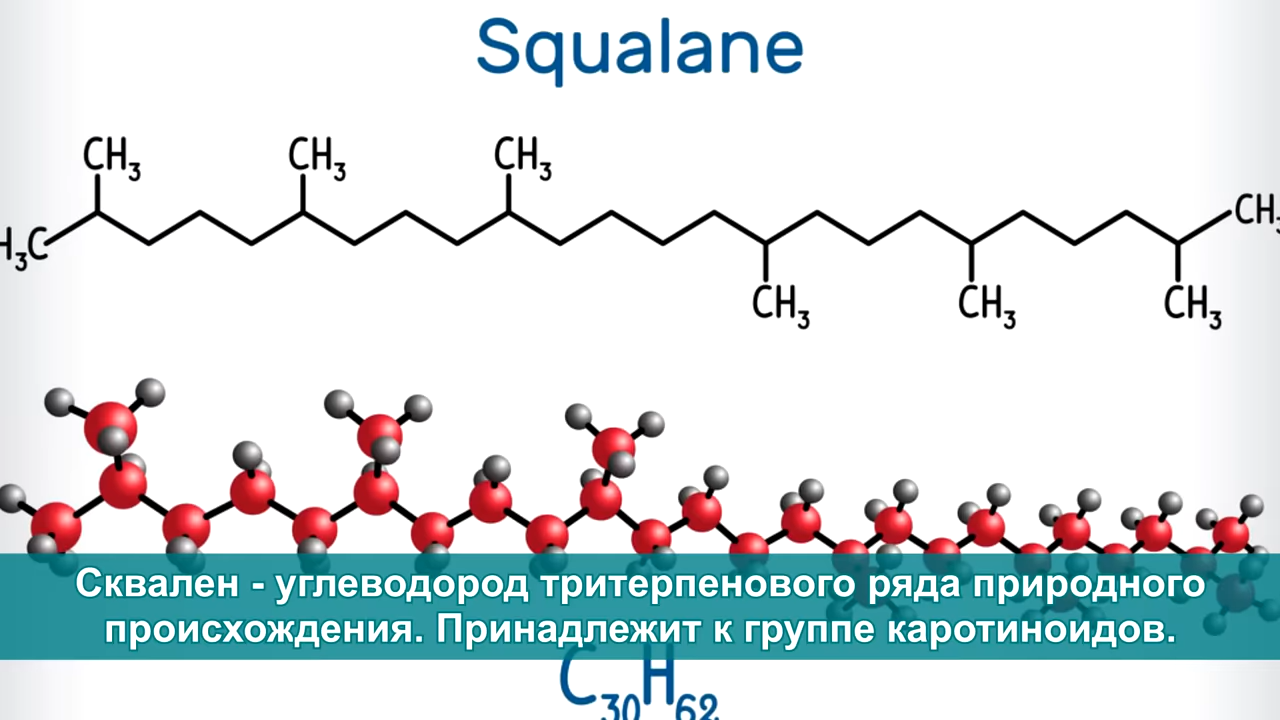 Squalane
CH3 CH3 CH3
H3C CH3
CH3 CH3 CH3
Сквален - углеводород тритерпенового ряда природного
происхождения. Принадлежит к группе каротиноидов.
C30H62